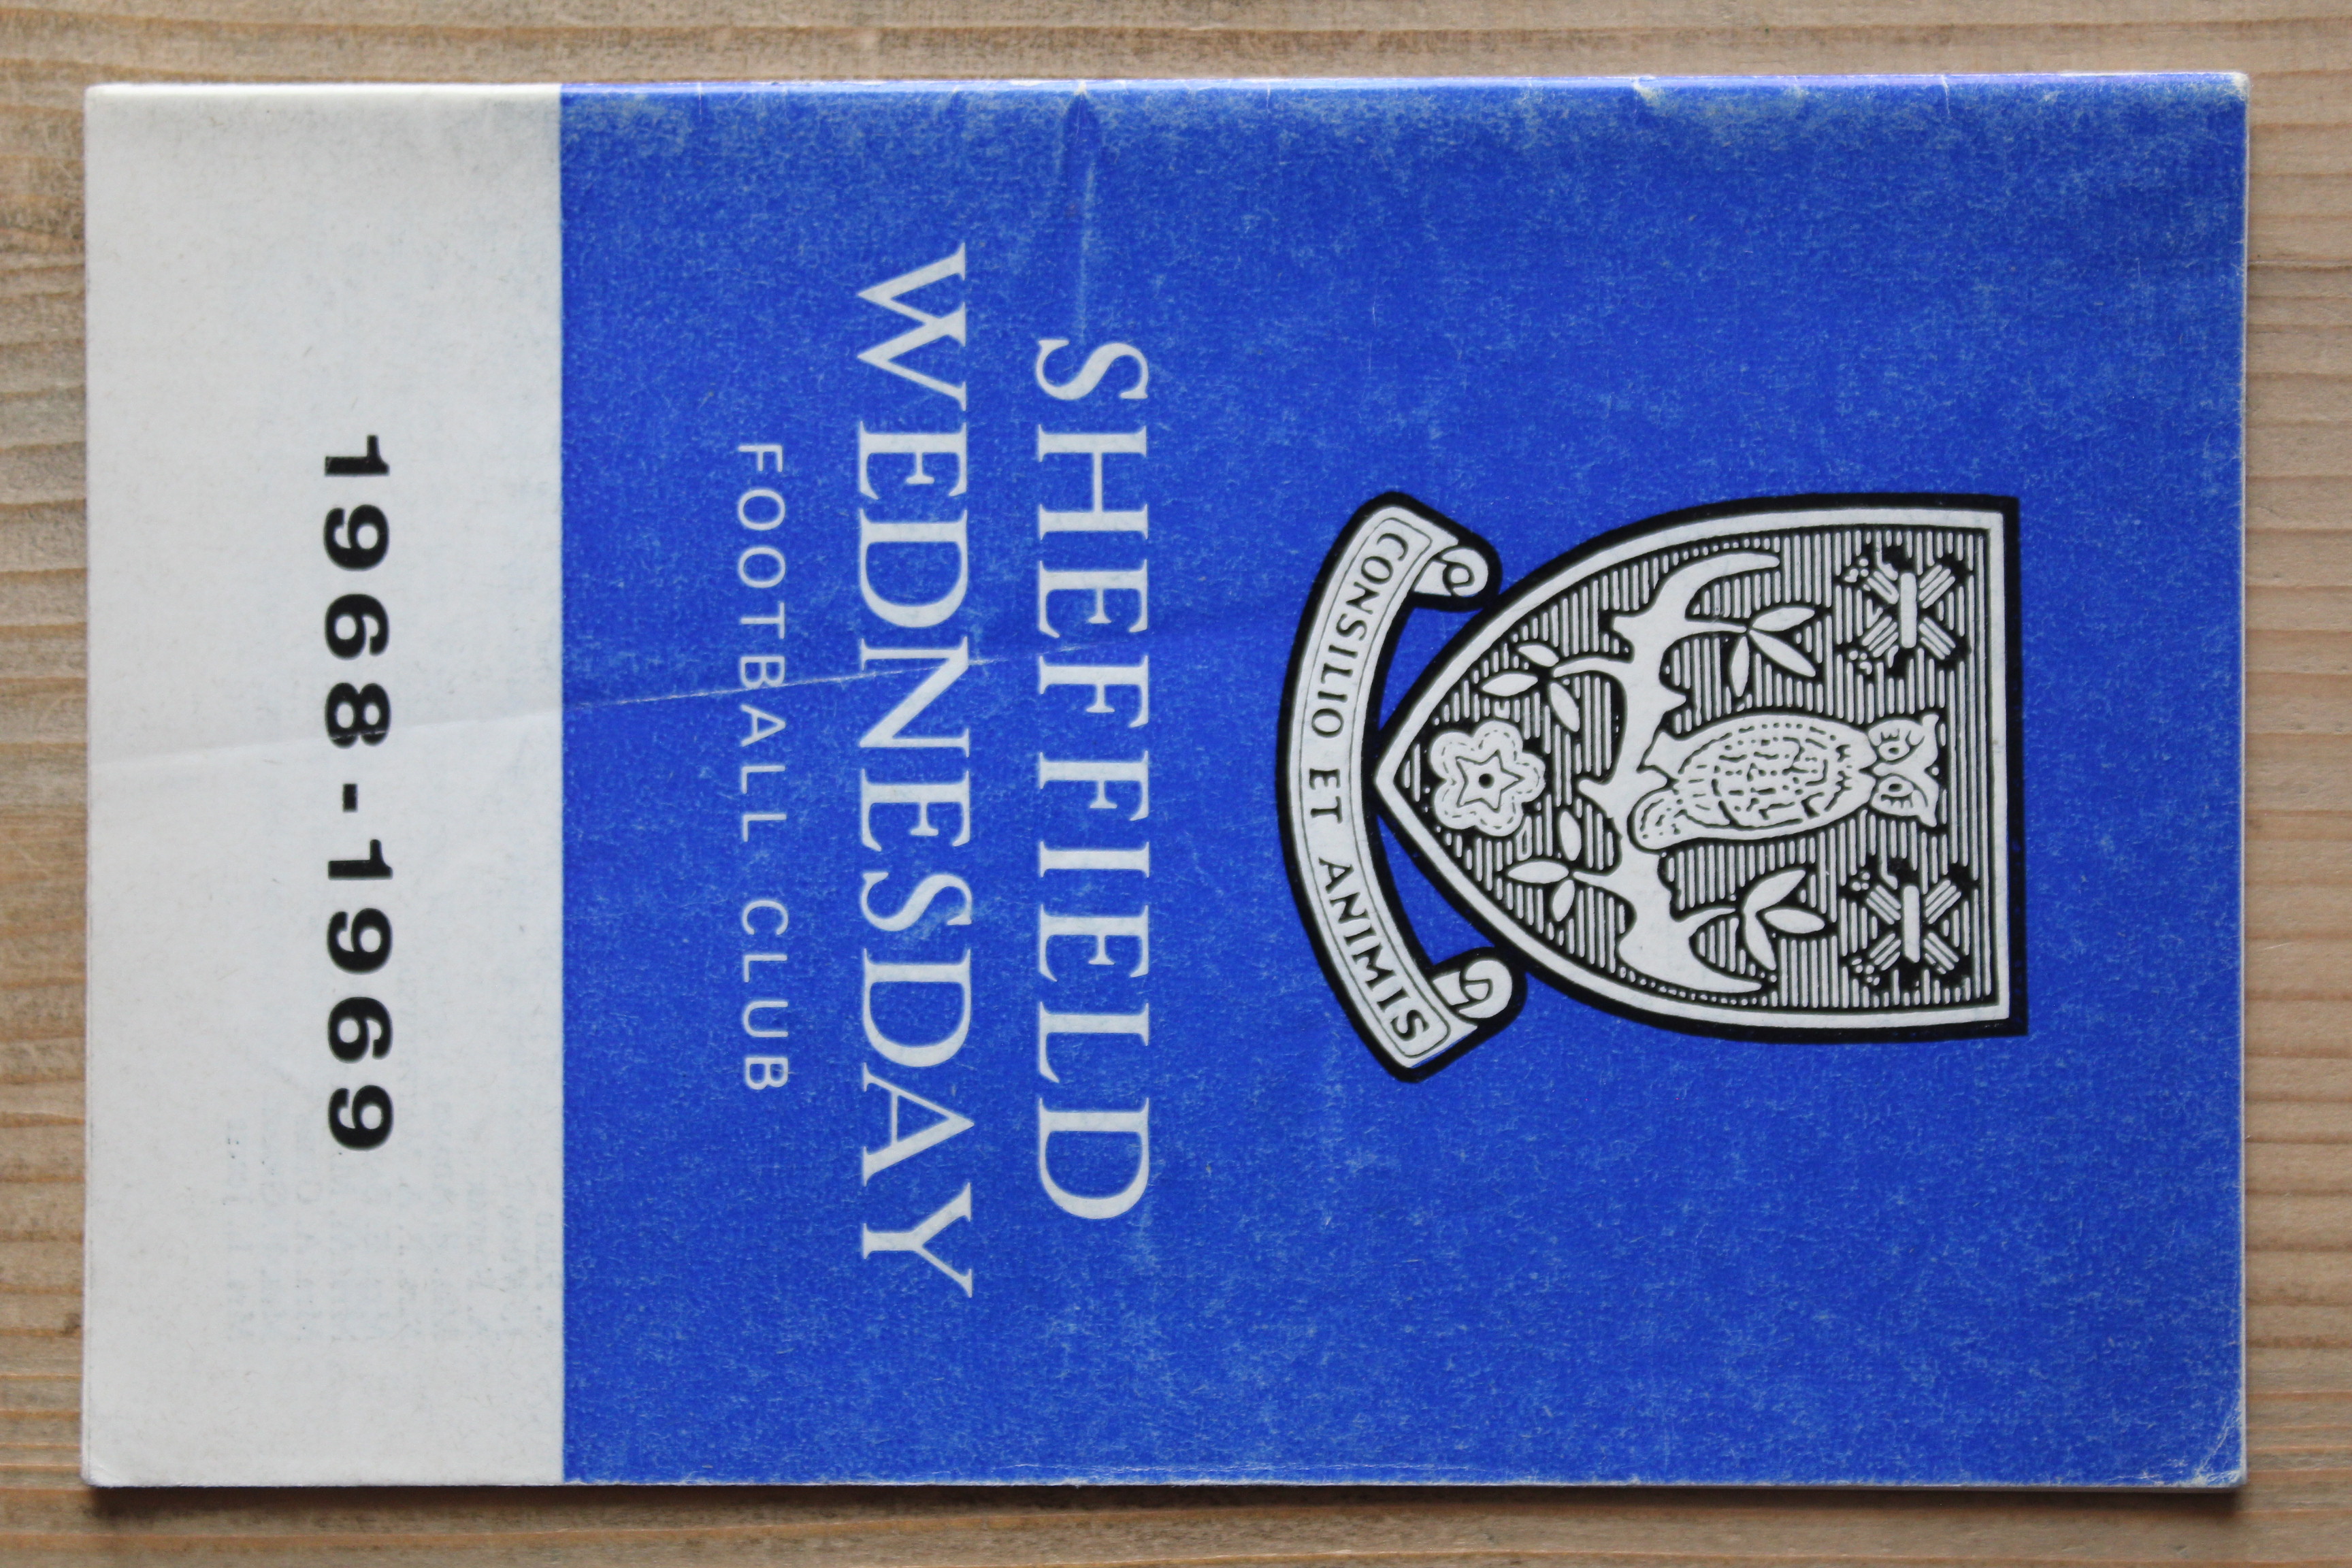 CONSILIO ET ANIMIS
SHEFFIELD
WEDNESDAY
FOOTBALL CLUB
1968-1969